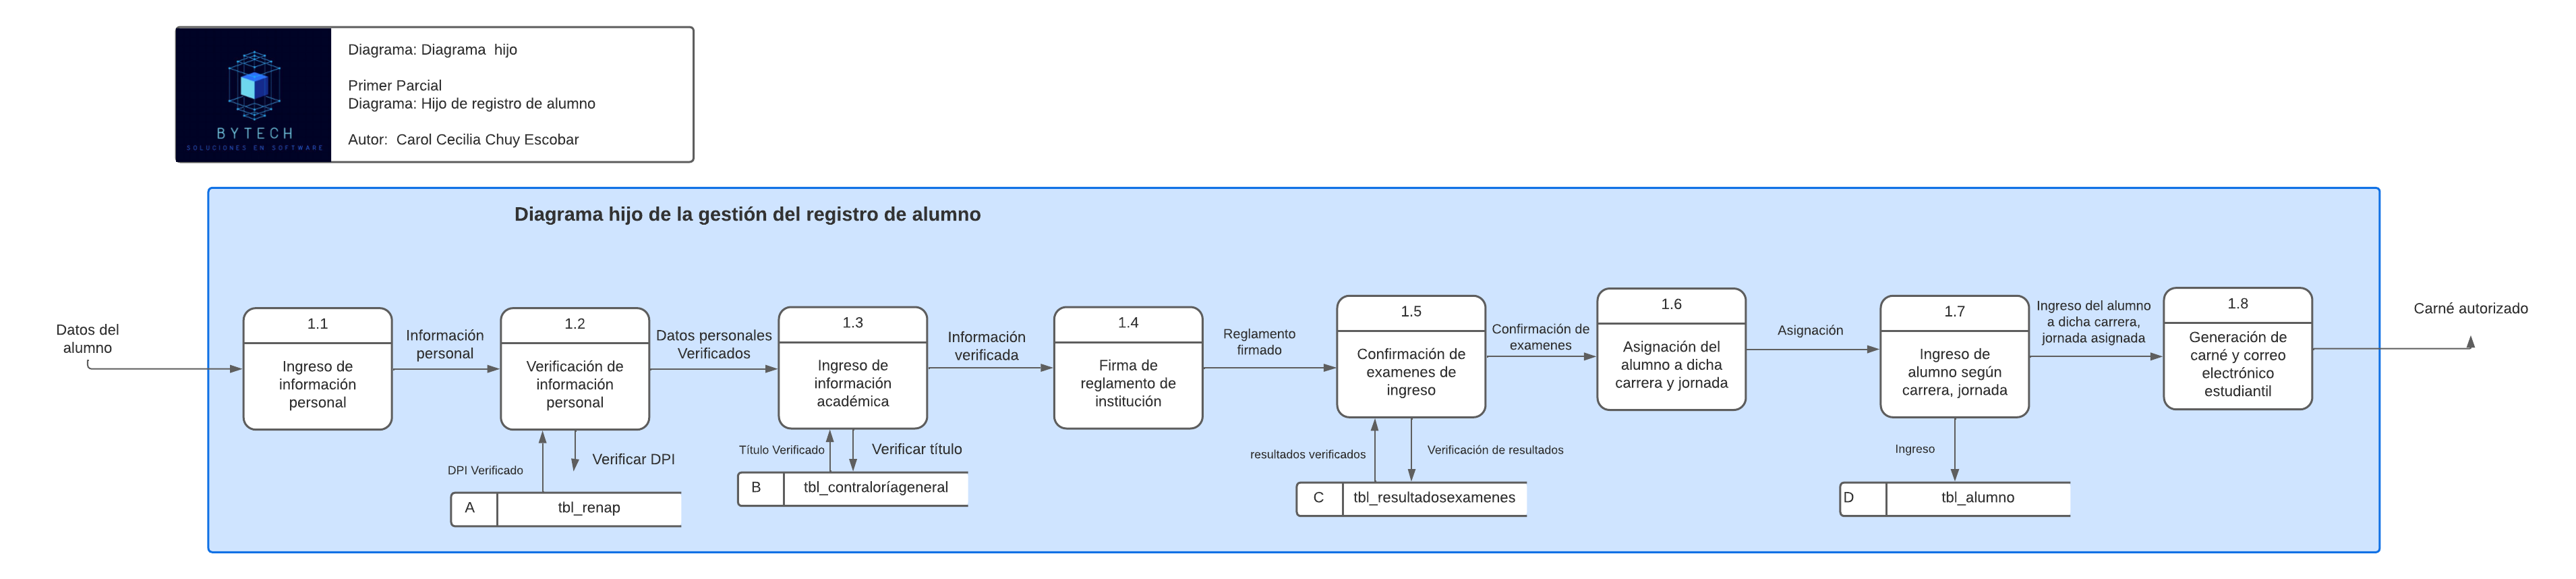 Diagrama: Diagrama  hijo
Primer Parcial
Diagrama: Hijo de registro de alumno
Autor:  Carol Cecilia Chuy Escobar
BYTECH
SOLUCIONES EN SOFTWARE
Diagrama hijo de la gestión del registro de alumno
Datos del
alumno
1.1
Ingreso de
información
personal
Información
personal
1.2
Verificación de
información
personal
Datos personales
Verificados
1.3
Ingreso de
información
académica
Información
verificada
1.4
Firma de
reglamento de
institución
Reglamento
firmado
1.5
Confirmación de
examenes de
ingreso
Confirmación de
examenes
1.6
Asignación del
alumno a dicha
carrera y jornada
Asignación
1.7
Ingreso de
alumno según
carrera, jornada
Ingreso del alumno
a dicha carrera,
jornada asignada
1.8
Generación de
carné y correo
electrónico
estudiantil
Carné autorizado
DPI Verificado
Verificar DPI
A
tbl_renap
Título Verificado
Verificar título
B
tbl_contraloríageneral
resultados verificados
Verificación de resultados
C
tbl_resultadosexamenes
Ingreso
D
tbl_alumno